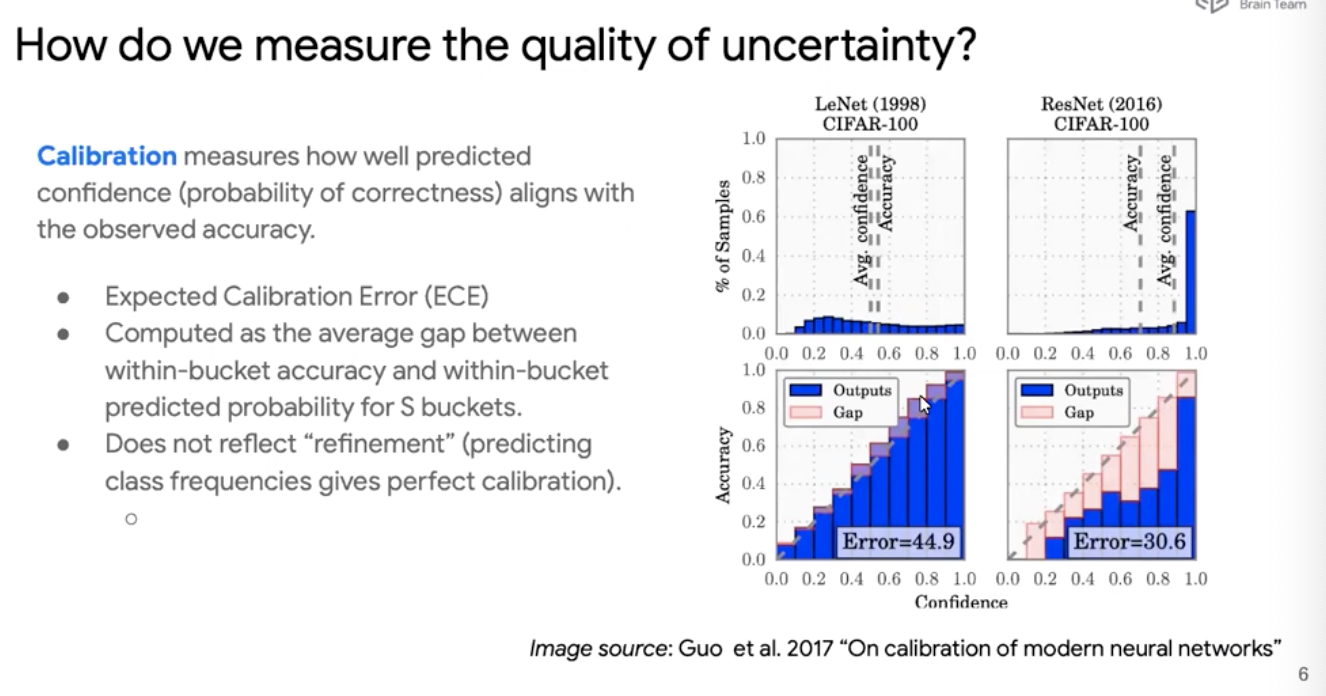 Brain Team
How do we measure the quality of uncertainty?
Calibration measures how well predicted
confidence (probability of correctness) aligns with
the observed accuracy.
● Expected Calibration Error (ECE)
● Computed as the average gap between
within-bucket accuracy and within-bucket
predicted probability for S buckets.
● Does not reflect “refinement” (predicting
class frequencies gives perfect calibration).
○
LeNet (1998)
CIFAR-100
% of Samples
1.0
0.8
0.6
0.4
0.2
0.0
Avg. confidence
Accuracy
0.0 0.2 0.4 0.6 0.8 1.0
ResNet (2016)
CIFAR-100
Accuracy
Avg. confidence
0.0 0.2 0.4 0.6 0.8 1.0
Accuracy
1.0
0.8
0.6
0.4
0.2
0.0
Outputs
Gap
Error=44.9
0.0 0.2 0.4 0.6 0.8 1.0
Outputs
Gap
Error=30.6
0.0 0.2 0.4 0.6 0.8 1.0
Confidence
Image source: Guo et al. 2017 “On calibration of modern neural networks”
6